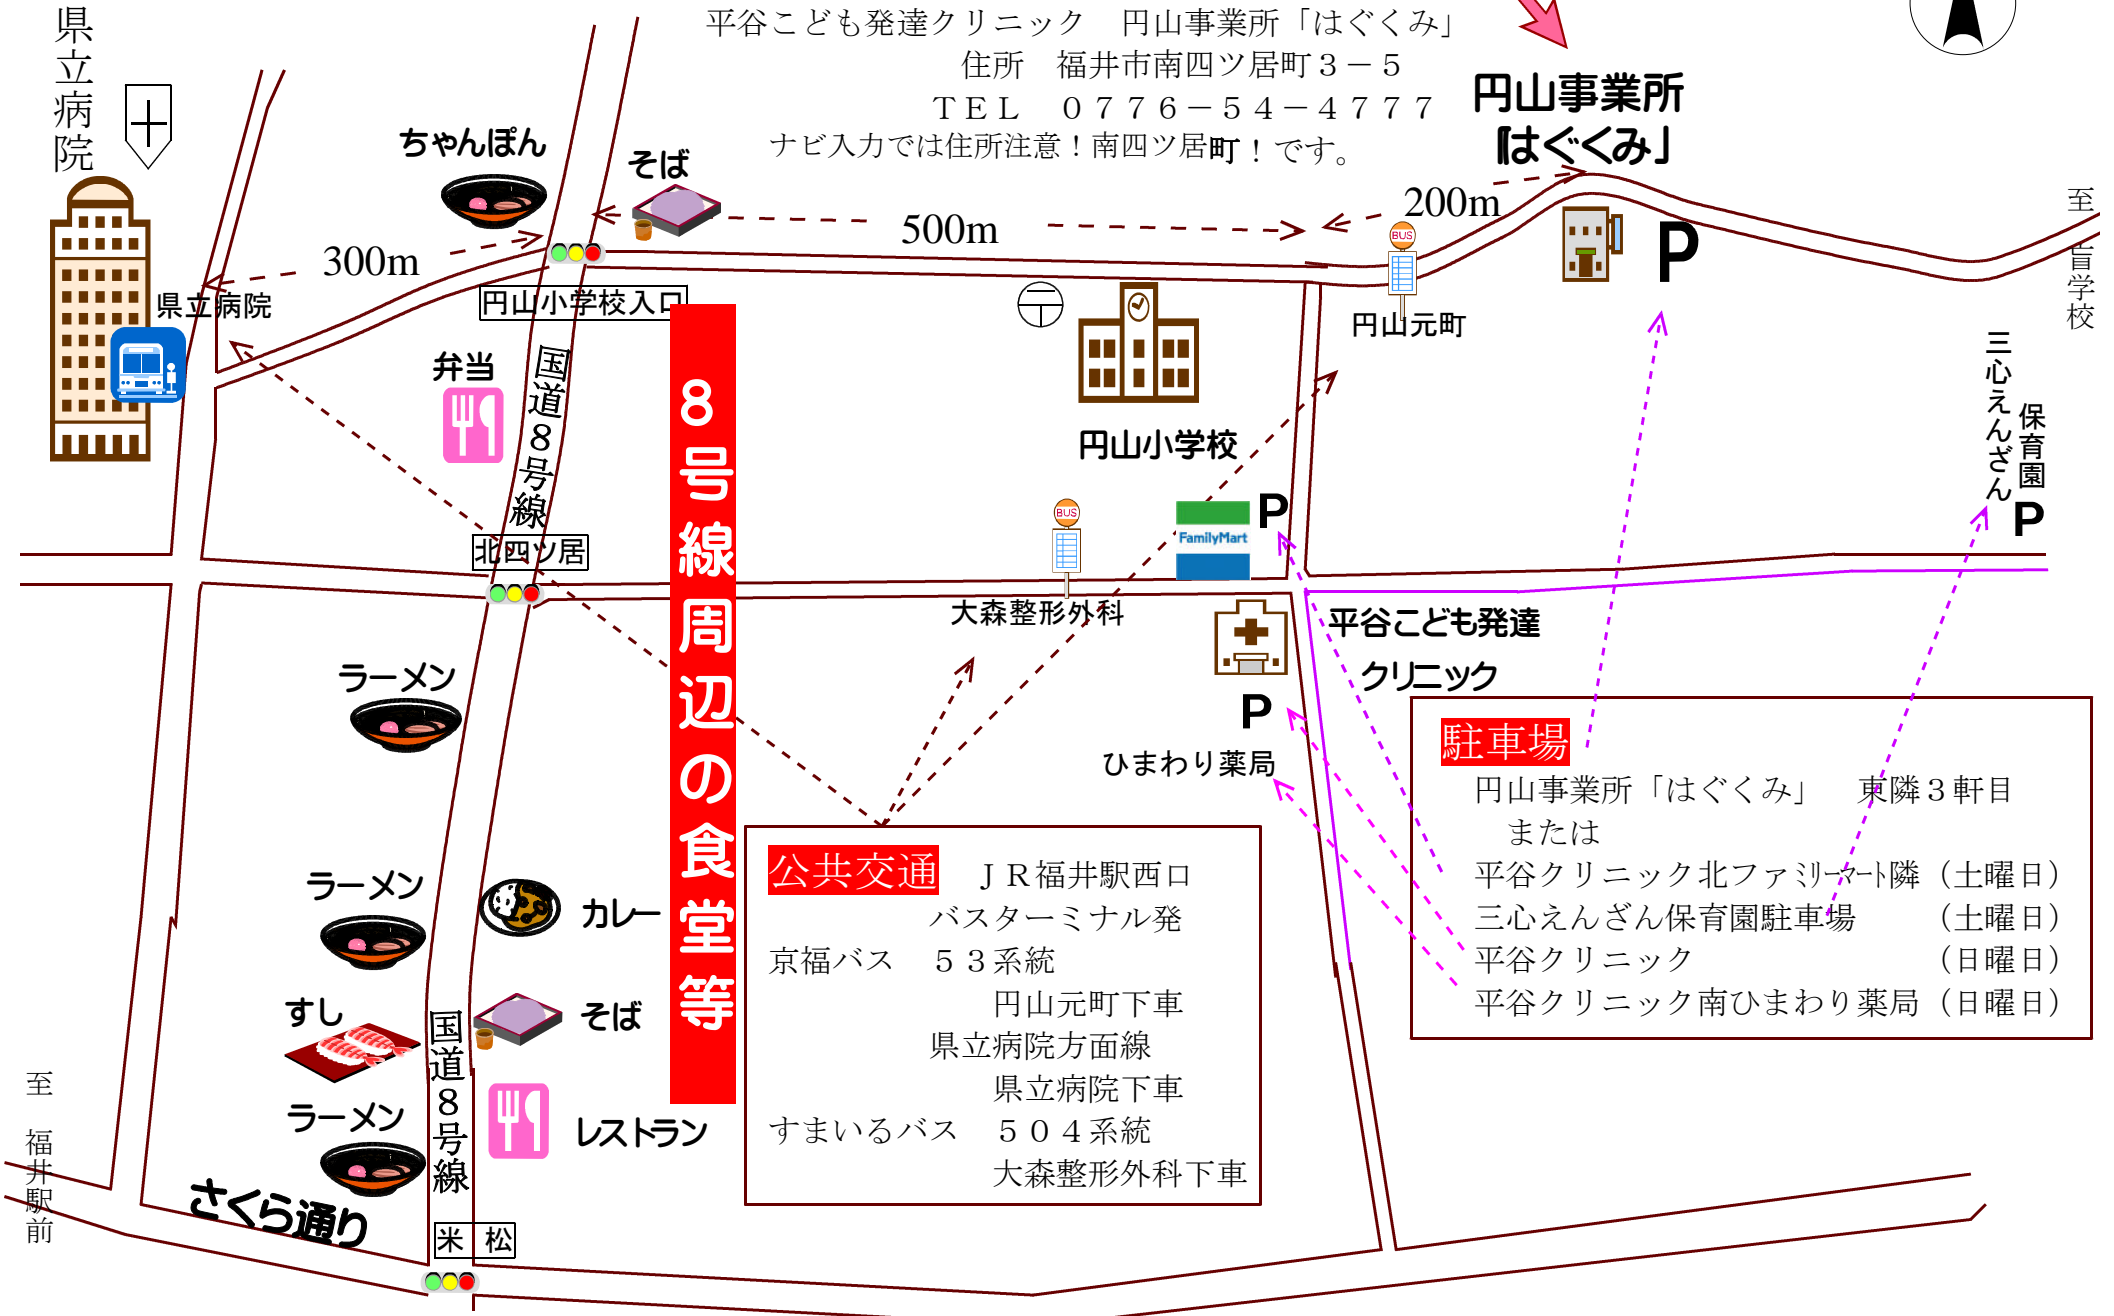 県立病院
平谷こども発達クリニック　円山事業所「はぐくみ」
住所　福井市南四ツ居町３－５
ＴＥＬ　０７７６－５４－４７７７
ナビ入力では住所注意！南四ツ居町！です。
円山事業所
「はぐくみ」
ちゃんぽん
そば
300m
500m
200m
BUS
P
至　盲学校
県立病院
円山小学校入口
円山元町
弁当
国道８号線
８号線周辺の食堂等
円山小学校
三心えんざん
保育園
P
BUS
FamilyMart
P
北四ツ居
大森整形外科
平谷こども発達
クリニック
P
ひまわり薬局
ラーメン
ラーメン
カレー
すし
そば
国道８号線
ラーメン
レストラン
さくら通り
米松
至　福井駅前
公共交通　ＪＲ福井駅西口
バスターミナル発
京福バス　５３系統
円山元町下車
県立病院方面線
県立病院下車
すまいるバス　５０４系統
大森整形外科下車
駐車場
円山事業所「はぐくみ」　東隣３軒目
または
平谷クリニック北ファミリーマート隣（土曜日）
三心えんざん保育園駐車場　（土曜日）
平谷クリニック　（日曜日）
平谷クリニック南ひまわり薬局（日曜日）